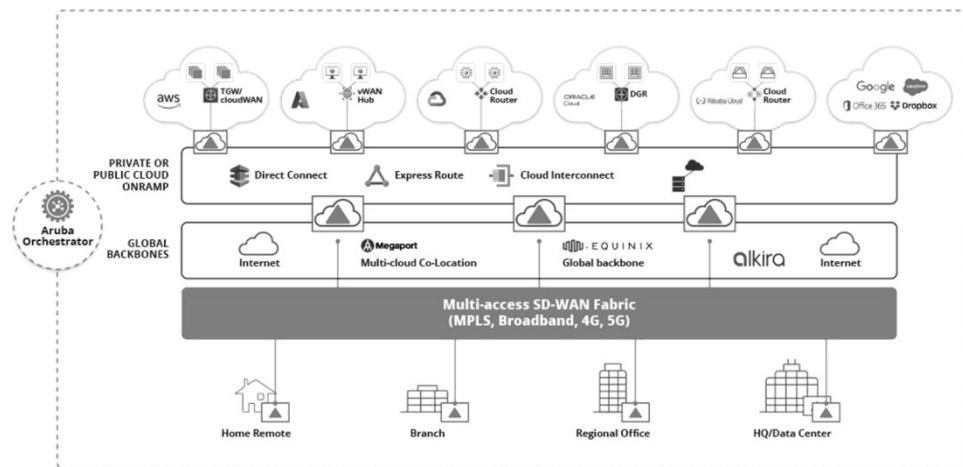 aws
TGW/
cloudWAN
vWAN
Hub
Cloud
Router
ORACLE
Cloud
DGR
Alibaba Cloud
Cloud
Router
Google
salesforce
Office 365
Dropbox
PRIVATE OR
PUBLIC CLOUD
ONRAMP
Direct Connect
Express Route
Cloud Interconnect
Aruba
Orchestrator
GLOBAL
BACKBONES
Internet
Megaport
Multi-cloud Co-Location
EQUINIX
Global backbone
alkira
Internet
Multi-access SD-WAN Fabric
(MPLS, Broadband, 4G, 5G)
Home Remote
Branch
Regional Office
HQ/Data Center